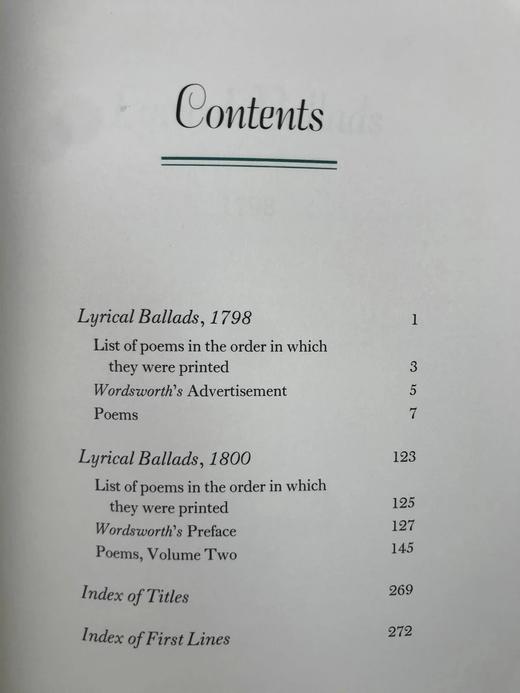 Contents
Lyrical Ballads, 1798 1
List of poems in the order in which
they were printed 3
Wordsworth's Advertisement 5
Poems 7
Lyrical Ballads, 1800 123
List of poems in the order in which
they were printed 125
Wordsworth's Preface 127
Poems, Volume Two 145
Index of Titles 269
Index of First Lines 272